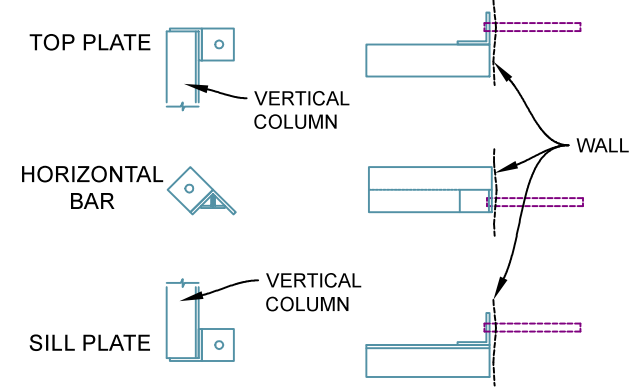 TOP PLATE
VERTICAL
COLUMN
WALL
HORIZONTAL
BAR
VERTICAL
COLUMN
SILL PLATE